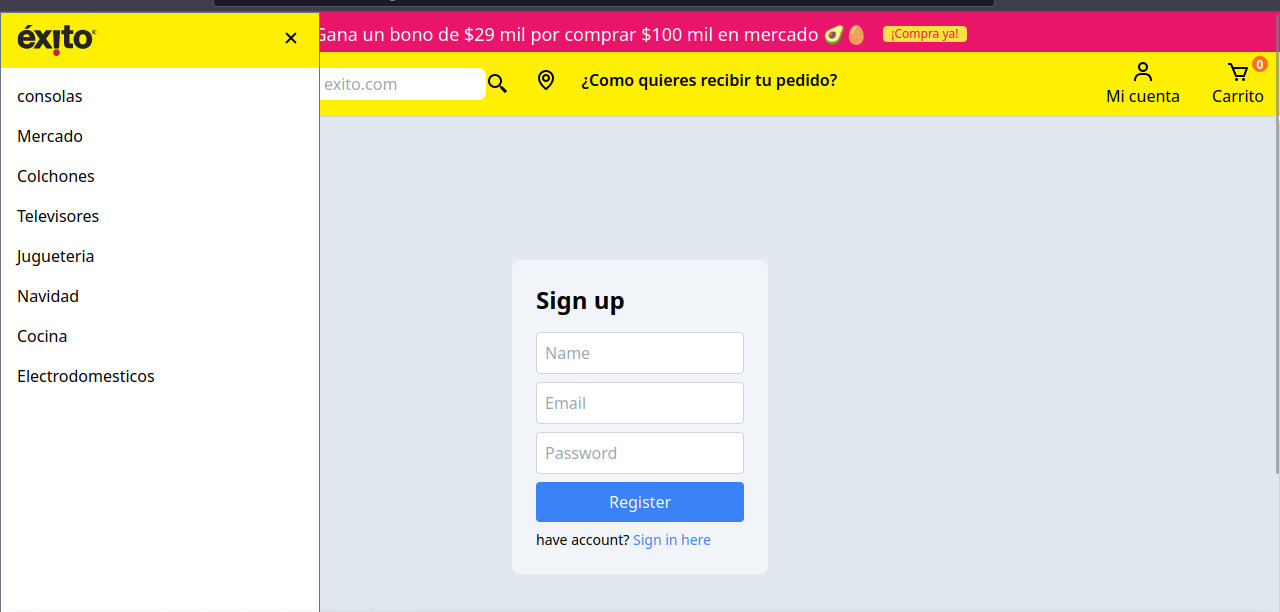 éxito
Gana un bono de $29 mil por comprar $100 mil en mercado 🥑🥚 ¡Compra ya!
exito.com
¿Como quieres recibir tu pedido?
Mi cuenta
0
Carrito
consolas
Mercado
Colchones
Televisores
Jugueteria
Navidad
Cocina
Electrodomesticos
Sign up
Name
Email
Password
Register
have account? Sign in here